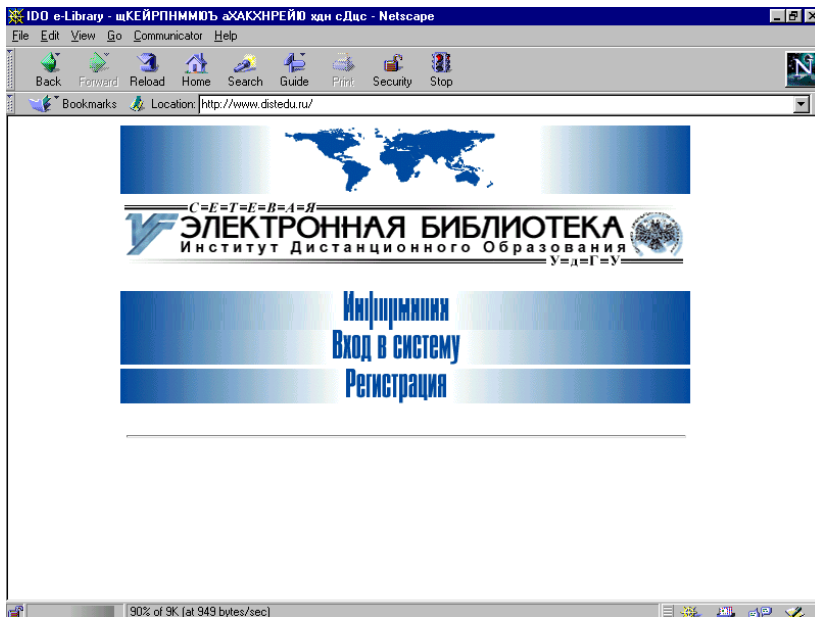 IDO e-Library - щКЕЙРПНММЮЪ аХАКХНРЕЙЮ хдн сДцс - Netscape
File Edit View Go Communicator Help
Back Forward Reload Home Search Guide Print Security Stop
Bookmarks Location: http://www.distedu.ru/
С=Е=Т=Е=В=А=Я
ЭЛЕКТРОННАЯ БИБЛИОТЕКА
Институт Дистанционного Образования
У=д=Г=У
Информация
Вход в систему
Регистрация
90% of 9K (at 949 bytes/sec)